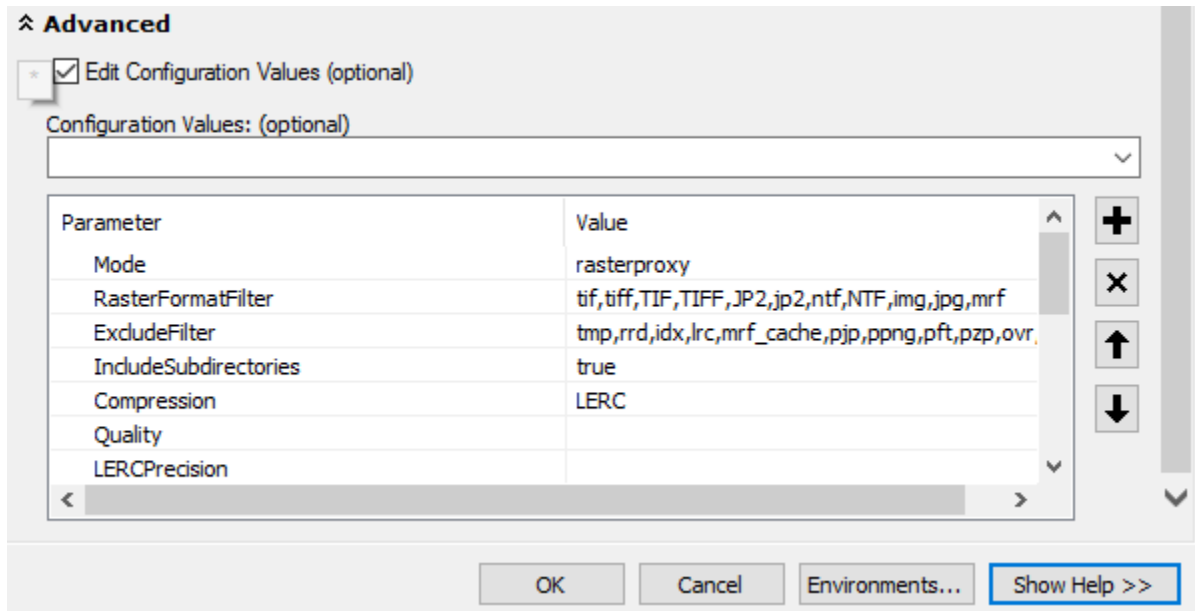 Advanced
Edit Configuration Values (optional)
Configuration Values: (optional)
Parameter Value
Mode rasterproxy
RasterFormatFilter tif,tiff,TIF,TIFF,JP2,jp2,ntf,NTF,img,jpg,mrf
ExcludeFilter tmp,rrd,idx,lrc,mrf_cache,pjp,ppng,pft,pzp,ovr,
IncludeSubdirectories true
Compression LERC
Quality
LERCPrecision
OK Cancel Environments... Show Help >>